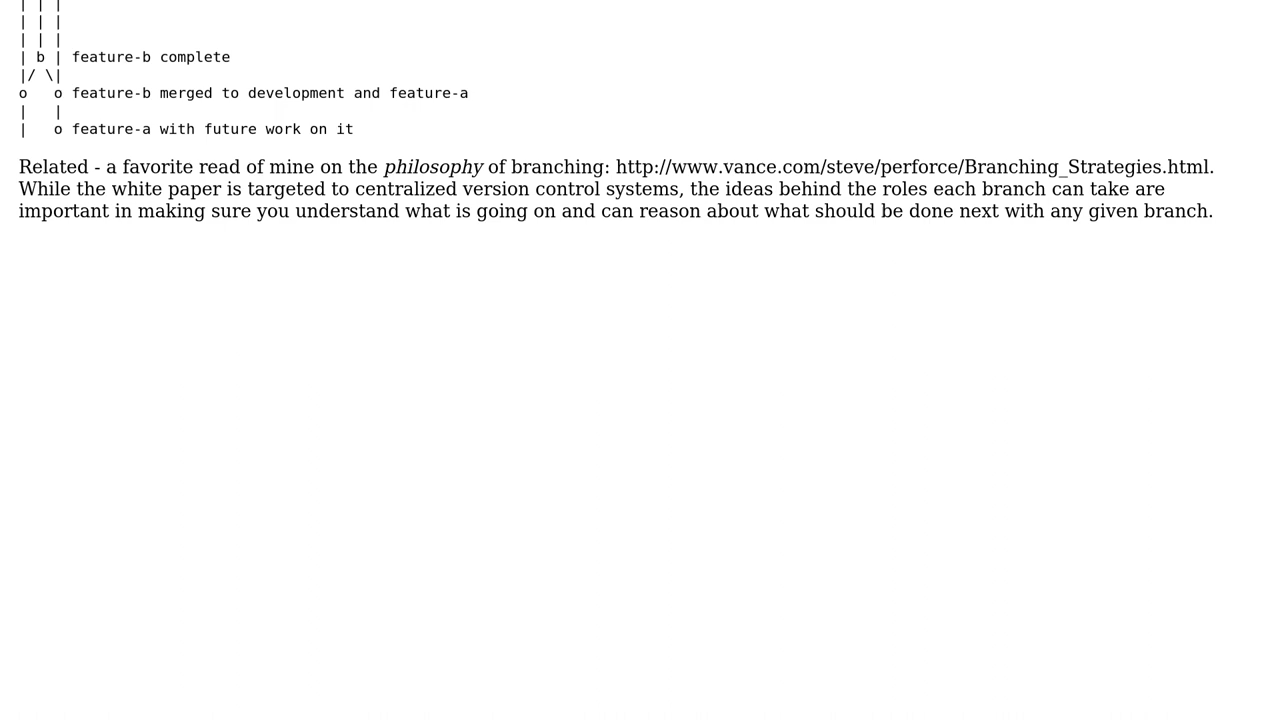 | | |
| | |
| | |
| b | feature-b complete
|/ \|
o   o feature-b merged to development and feature-a
|   |
|   o feature-a with future work on it
Related - a favorite read of mine on the philosophy of branching: http://www.vance.com/steve/perforce/Branching_Strategies.html.
While the white paper is targeted to centralized version control systems, the ideas behind the roles each branch can take are
important in making sure you understand what is going on and can reason about what should be done next with any given branch.